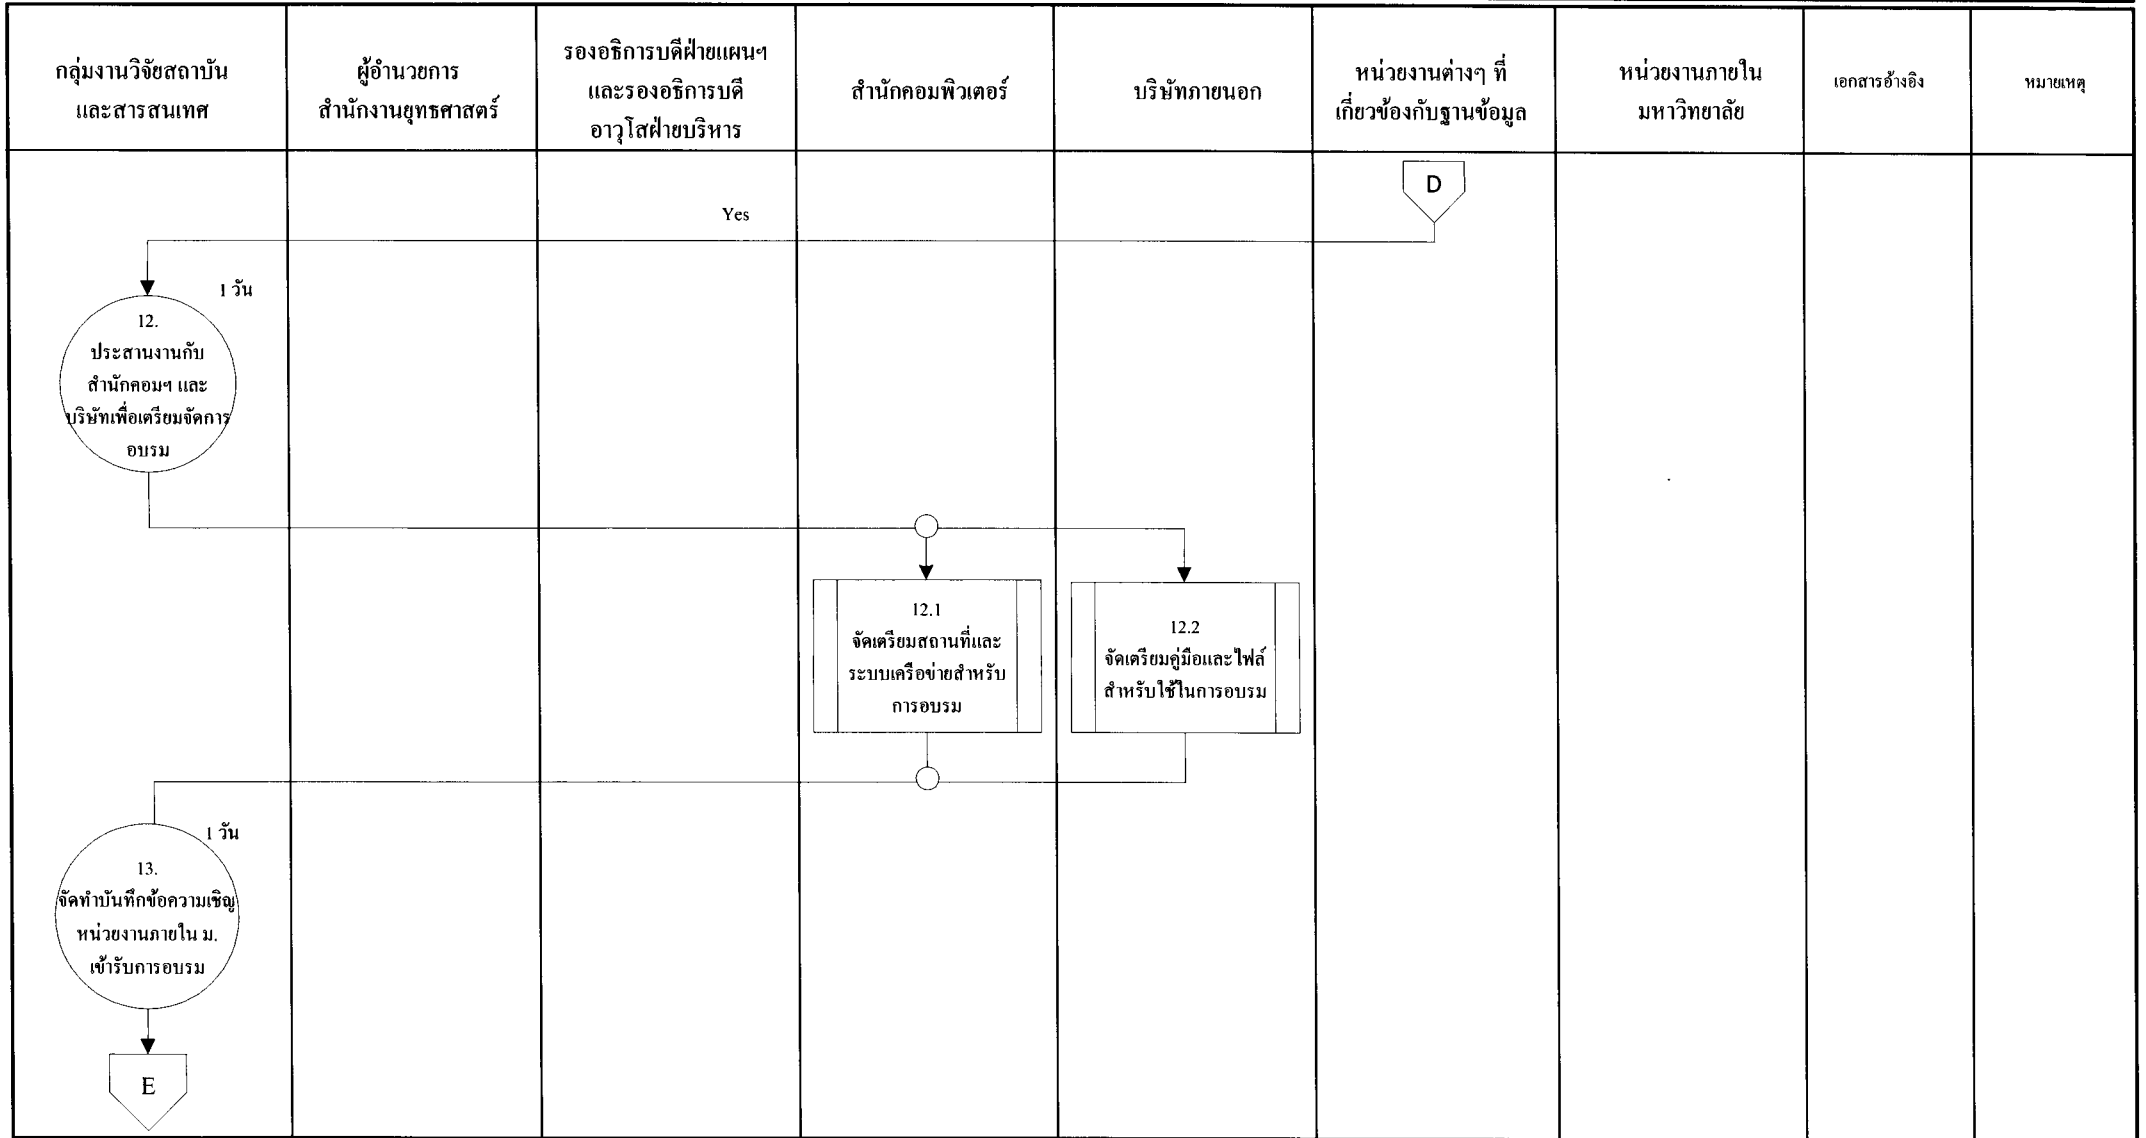 กลุ่มงานวิจัยสถาบัน
และสารสนเทศ
ผู้อำนวยการ
สำนักงานยุทธศาสตร์
รองอธิการบดีฝ่ายแผนฯ
และรองอธิการบดี
อาวุโสฝ่ายบริหาร
สำนักคอมพิวเตอร์
บริษัทภายนอก
หน่วยงานต่างๆ ที่
เกี่ยวข้องกับฐานข้อมูล
หน่วยงานภายใน
มหาวิทยาลัย
เอกสารอ้างอิง
หมายเหตุ
D
Yes
1 วัน
12.
ประสานงานกับ
สำนักคอมฯ และ
บริษัทเพื่อเตรียมจัดการ
อบรม
12.1
จัดเตรียมสถานที่และ
ระบบเครือข่ายสำหรับ
การอบรม
12.2
จัดเตรียมคู่มือและไฟล์
สำหรับใช้ในการอบรม
1 วัน
13.
จัดทำบันทึกข้อความเชิญ
หน่วยงานภายใน ม.
เข้ารับการอบรม
E